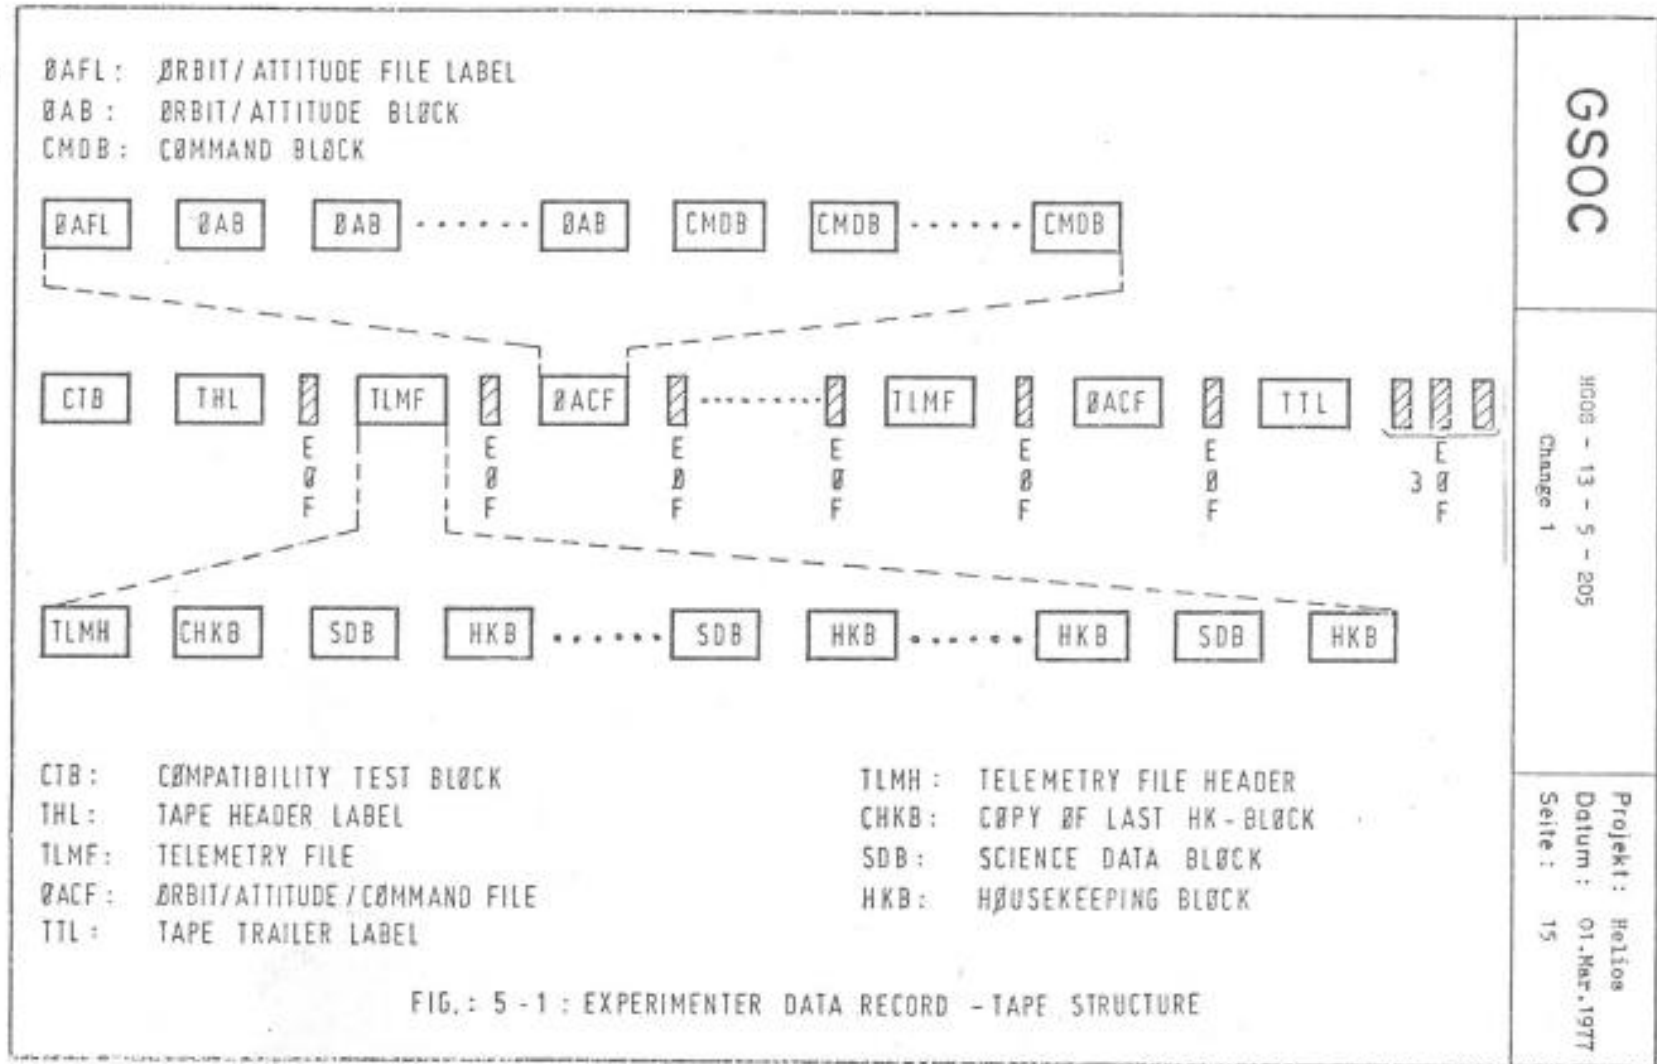 ØAFL: ØRBIT/ATTITUDE FILE LABEL
ØAB: ØRBIT/ATTITUDE BLØCK
CMDB: CØMMAND BLØCK
ØAFL ØAB ØAB ······ ØAB CMDB CMDB ······ CMDB
CTB THL TLMF ØACF ········ TLMF ØACF TTL
EØF EØF EØF EØF EØF EØF 3 EØF
TLMH CHKB SDB HKB ······ SDB HKB ······ HKB SDB HKB
CTB: CØMPATIBILITY TEST BLØCK
THL: TAPE HEADER LABEL
TLMF: TELEMETRY FILE
ØACF: ØRBIT/ATTITUDE/CØMMAND FILE
TTL: TAPE TRAILER LABEL
TLMH: TELEMETRY FILE HEADER
CHKB: CØPY ØF LAST HK-BLØCK
SDB: SCIENCE DATA BLØCK
HKB: HØUSEKEEPING BLØCK
FIG.: 5-1: EXPERIMENTER DATA RECORD - TAPE STRUCTURE
GSOC
HGOB - 13 - 5 - 205
Change 1
Projekt: Helios
Datum: 01.Mar.1977
Seite: 15